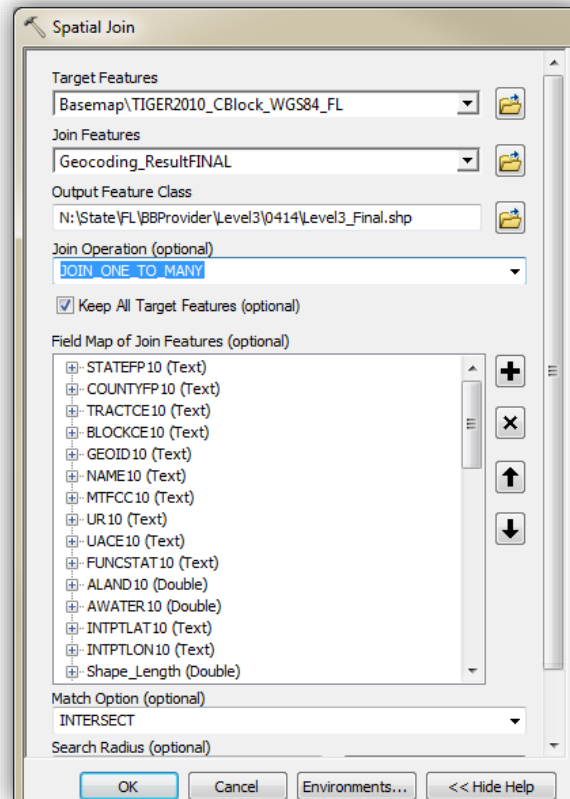 Spatial Join
Target Features
Basemap\TIGER2010_CBlock_WGS84_FL
Join Features
Geocoding_ResultFINAL
Output Feature Class
N:\State\FL\BBProvider\Level3\0414\Level3_Final.shp
Join Operation (optional)
JOIN_ONE_TO_MANY
Keep All Target Features (optional)
Field Map of Join Features (optional)
STATEFP10 (Text)
COUNTYFP10 (Text)
TRACTCE10 (Text)
BLOCKCE10 (Text)
GEOID10 (Text)
NAME10 (Text)
MTFCC10 (Text)
UR10 (Text)
UACE10 (Text)
FUNCSTAT10 (Text)
ALAND10 (Double)
AWATER10 (Double)
INTPTLAT10 (Text)
INTPTLON10 (Text)
Shape_Length (Double)
Match Option (optional)
INTERSECT
Search Radius (optional)
OK Cancel Environments... << Hide Help